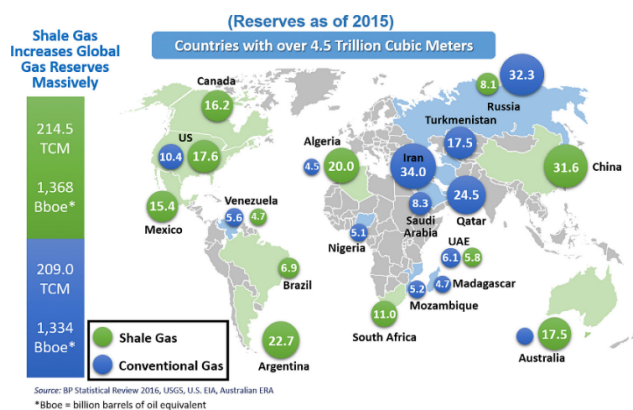 (Reserves as of 2015)
Shale Gas
Increases Global
Gas Reserves
Massively
Countries with over 4.5 Trillion Cubic Meters
214.5
TCM
1,368
Bboe*
209.0
TCM
1,334
Bboe*
Canada
16.2
US
10.4
17.6
15.4
Mexico
Venezuela
5.6
4.7
6.9
Brazil
22.7
Argentina
Algeria
4.5
20.0
5.1
Nigeria
8.1
32.3
Russia
Turkmenistan
17.5
Iran
34.0
8.3
Saudi
Arabia
24.5
Qatar
31.6
China
UAE
6.1
5.8
4.7
Madagascar
5.2
Mozambique
11.0
South Africa
17.5
Australia
Shale Gas
Conventional Gas
Source: BP Statistical Review 2016, USGS, U.S. EIA, Australian ERA
*Bboe = billion barrels of oil equivalent